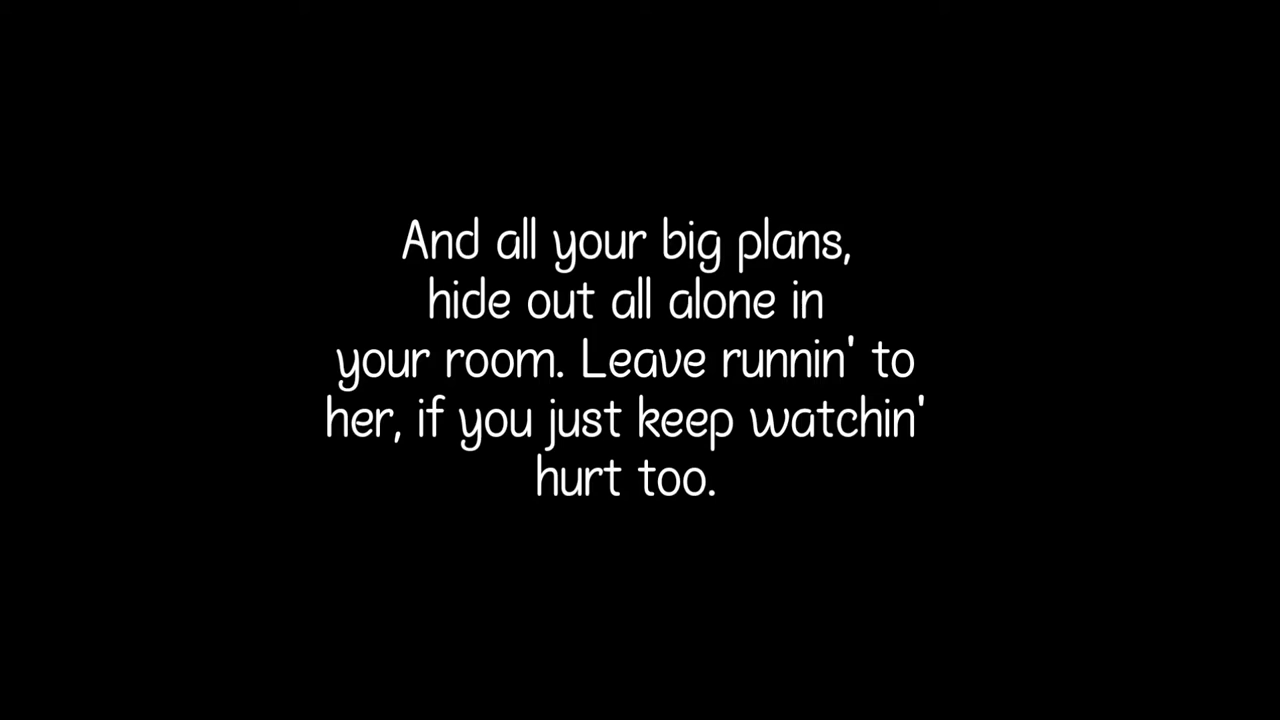 And all your big plans,
hide out all alone in
your room. Leave runnin' to
her, if you just keep watchin'
hurt too.